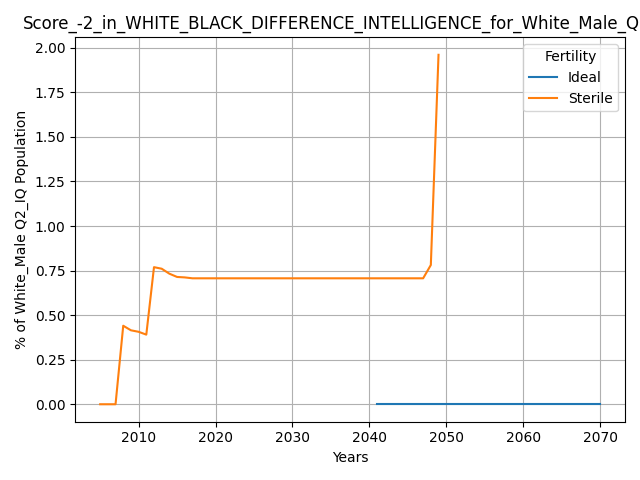 Score_-2_in_WHITE_BLACK_DIFFERENCE_INTELLIGENCE_for_White_Male_Q
Fertility
Ideal
Sterile
2.00
1.75
1.50
1.25
1.00
0.75
0.50
0.25
0.00
% of White_Male Q2_IQ Population
2010 2020 2030 2040 2050 2060 2070
Years